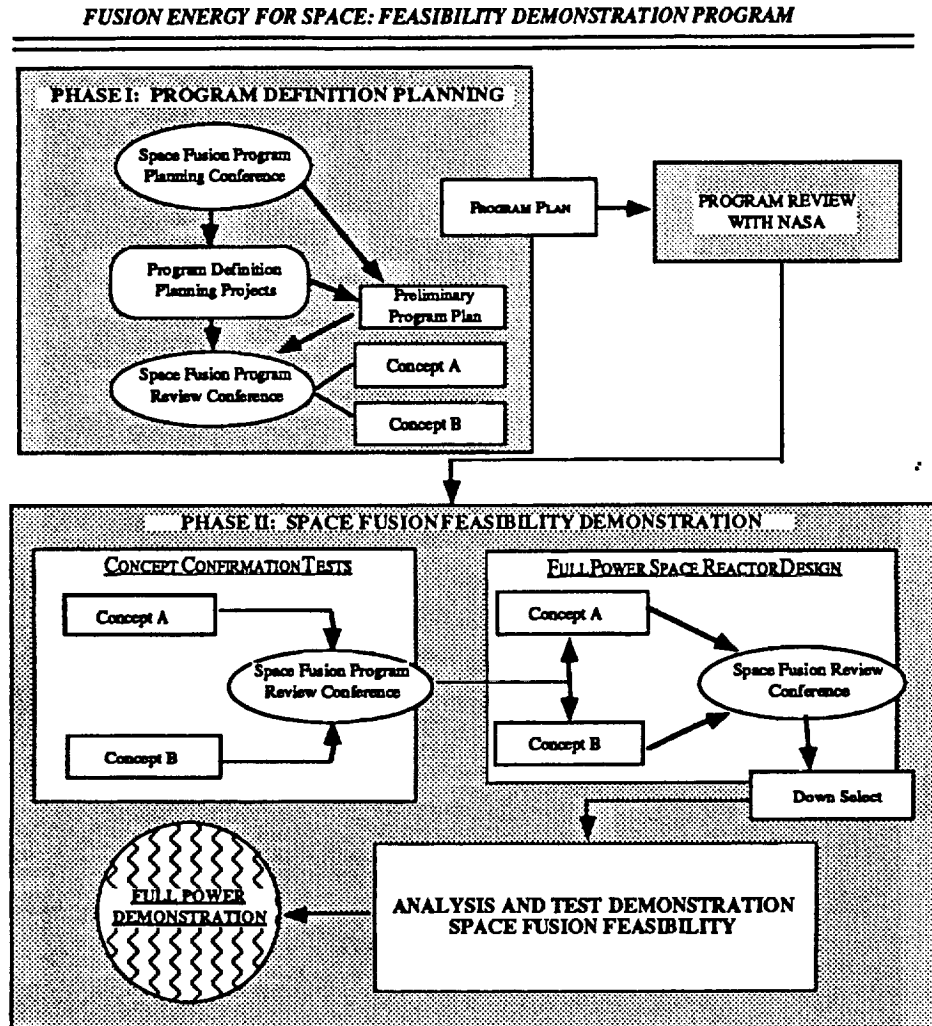 FUSION ENERGY FOR SPACE: FEASIBILITY DEMONSTRATION PROGRAM
PHASE I: PROGRAM DEFINITION PLANNING
Space Fusion Program
Planning Conference
Program Definition
Planning Projects
Preliminary
Program Plan
Space Fusion Program
Review Conference
Concept A
Concept B
PROGRAM PLAN
PROGRAM REVIEW
WITH NASA
PHASE II: SPACE FUSION FEASIBILITY DEMONSTRATION
CONCEPT CONFIRMATION TESTS
Concept A
Space Fusion Program
Review Conference
Concept B
FULL POWER SPACE REACTOR DESIGN
Concept A
Concept B
Space Fusion Review
Conference
Down Select
ANALYSIS AND TEST DEMONSTRATION
SPACE FUSION FEASIBILITY
FULL POWER
DEMONSTRATION